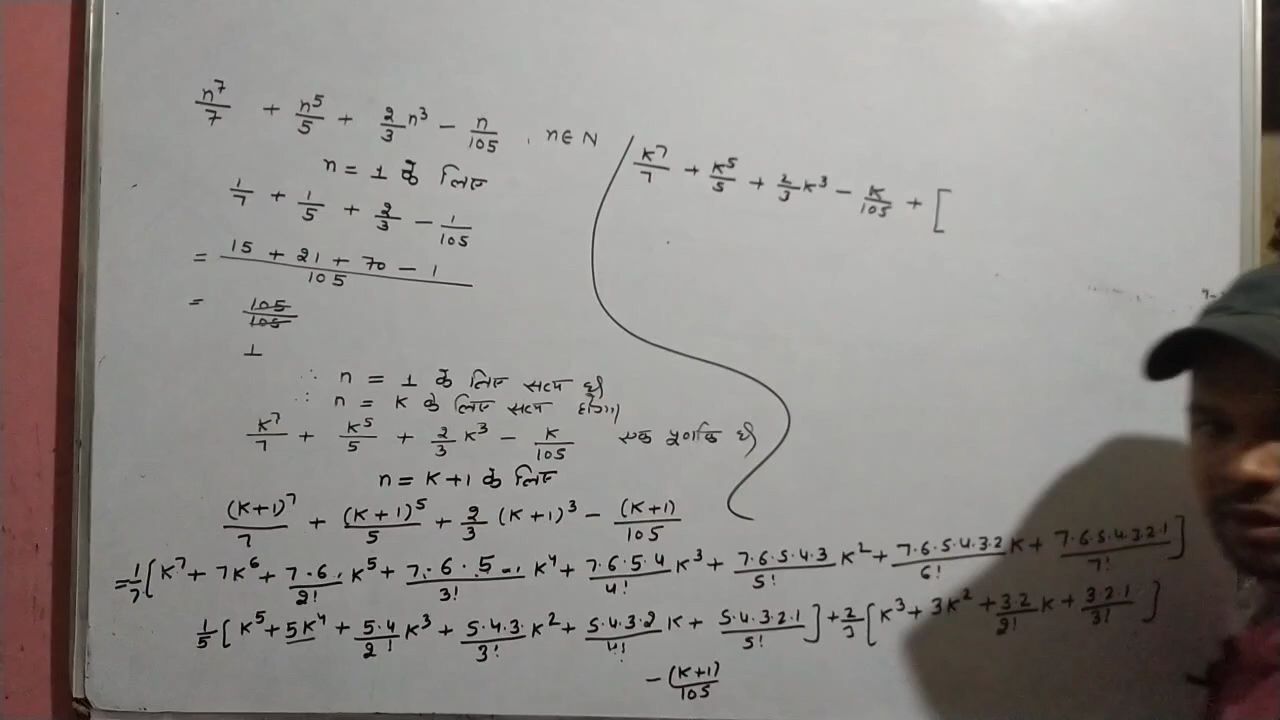 n⁷/7 + n⁵/5 + 2/3 n³ - n/105 , n∈N
n = 1 के लिए
1/7 + 1/5 + 2/3 - 1/105
= (15 + 21 + 70 - 1)/105
= 105/105
1
∴ n = 1 के लिए सत्य है
∴ n = K के लिए सत्य होगा
K⁷/7 + K⁵/5 + 2/3 K³ - K/105 एक पूर्णांक है
n = K+1 के लिए
(K+1)⁷/7 + (K+1)⁵/5 + 2/3 (K+1)³ - (K+1)/105
= 1/7 [K⁷ + 7K⁶ + 7·6/2! K⁵ + 7·6·5/3! K⁴ + 7·6·5·4/4! K³ + 7·6·5·4·3/5! K² + 7·6·5·4·3·2/6! K + 7·6·5·4·3·2·1/7!]
1/5 [K⁵ + 5K⁴ + 5·4/2! K³ + 5·4·3/3! K² + 5·4·3·2/4! K + 5·4·3·2·1/5!] + 2/3 [K³ + 3K² + 3·2/2! K + 3·2·1/3!]
- (K+1)/105
K⁷/7 + K⁵/5 + 2/3 K³ - K/105 + [